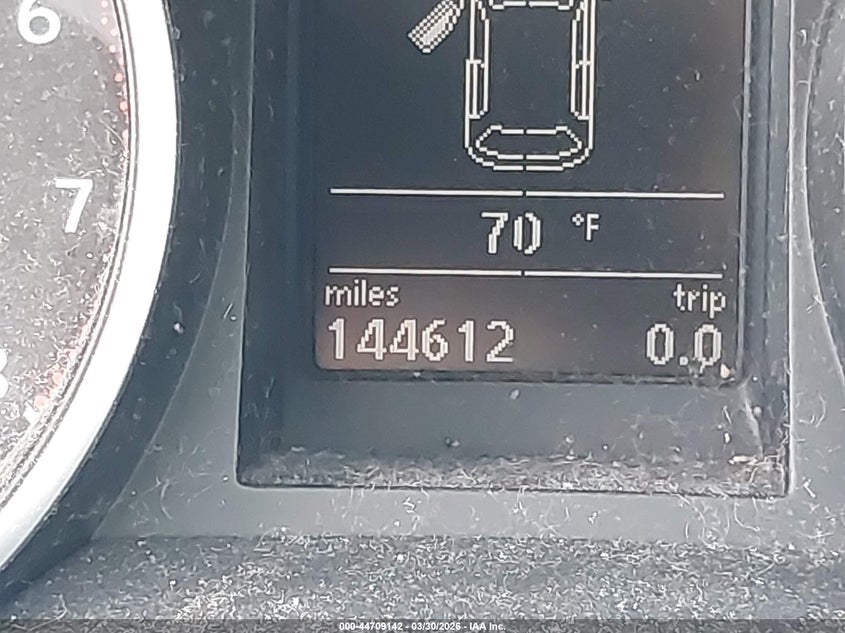 6
7
70 °F
miles trip
144612 0.0
000-44709142 - 03/30/2026 - IAA Inc.